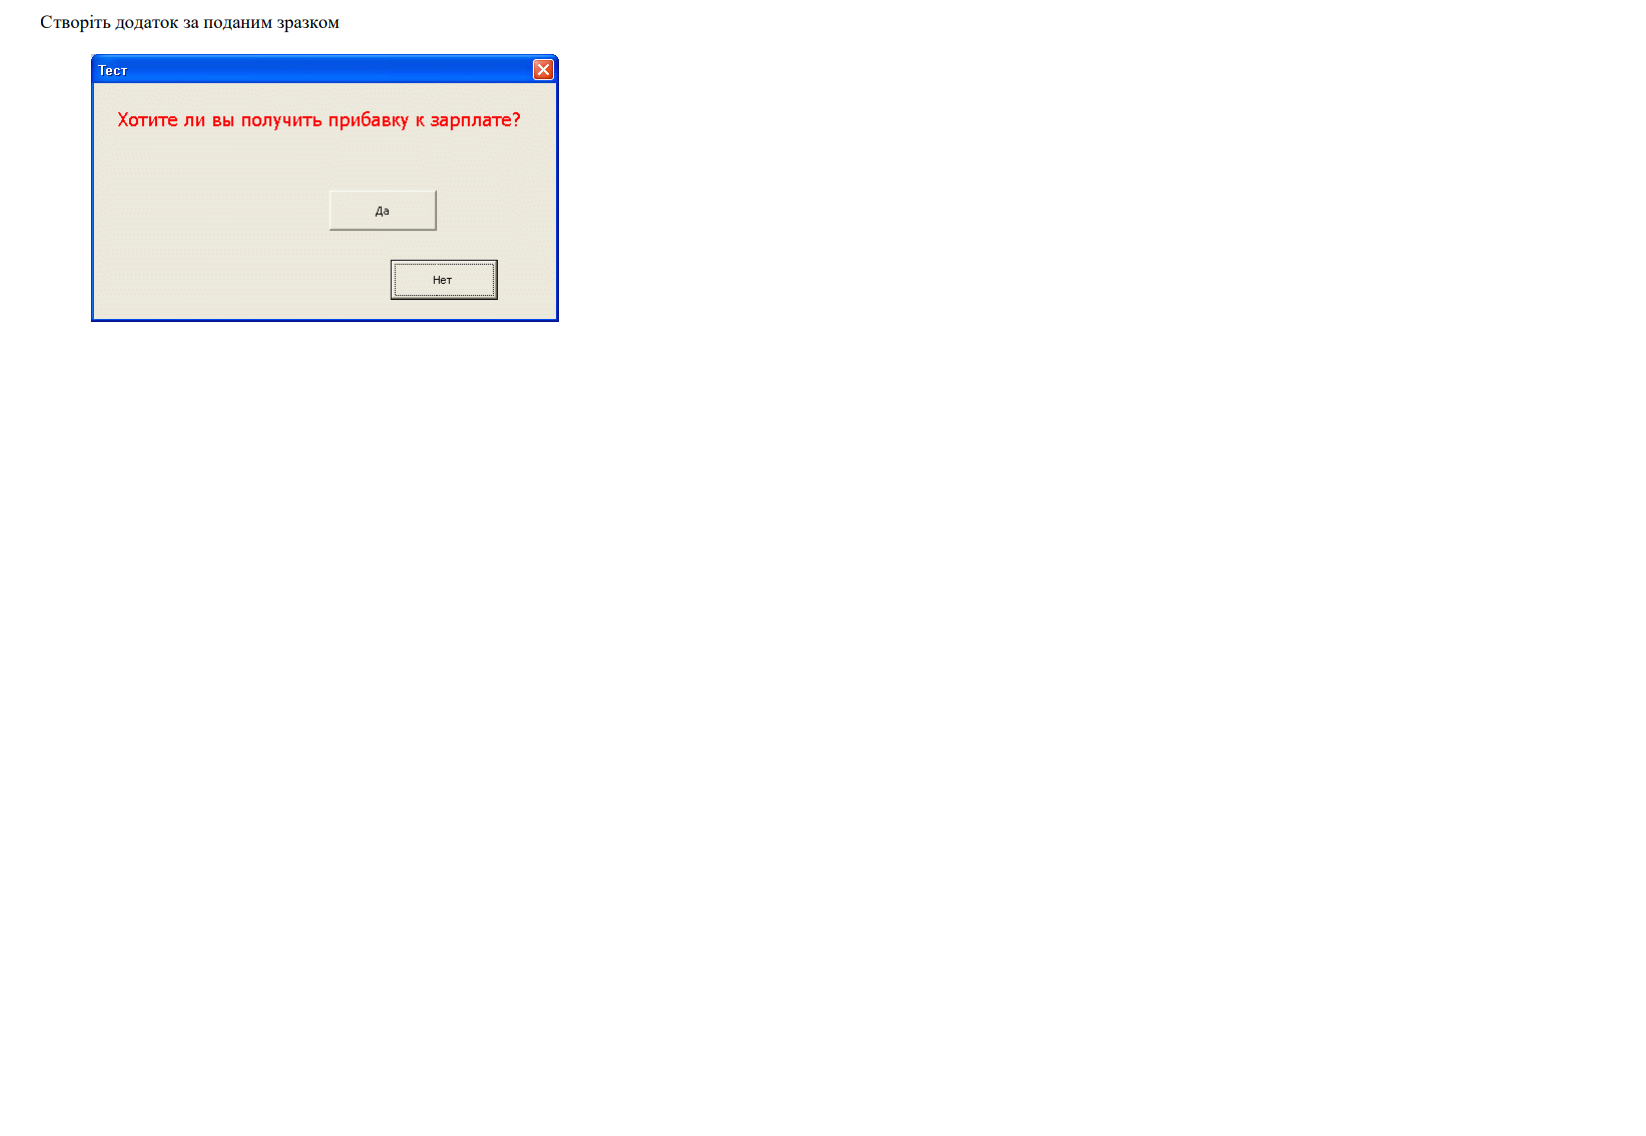 Створіть додаток за поданим зразком
Тест
Хотите ли вы получить прибавку к зарплате?
Да
Нет